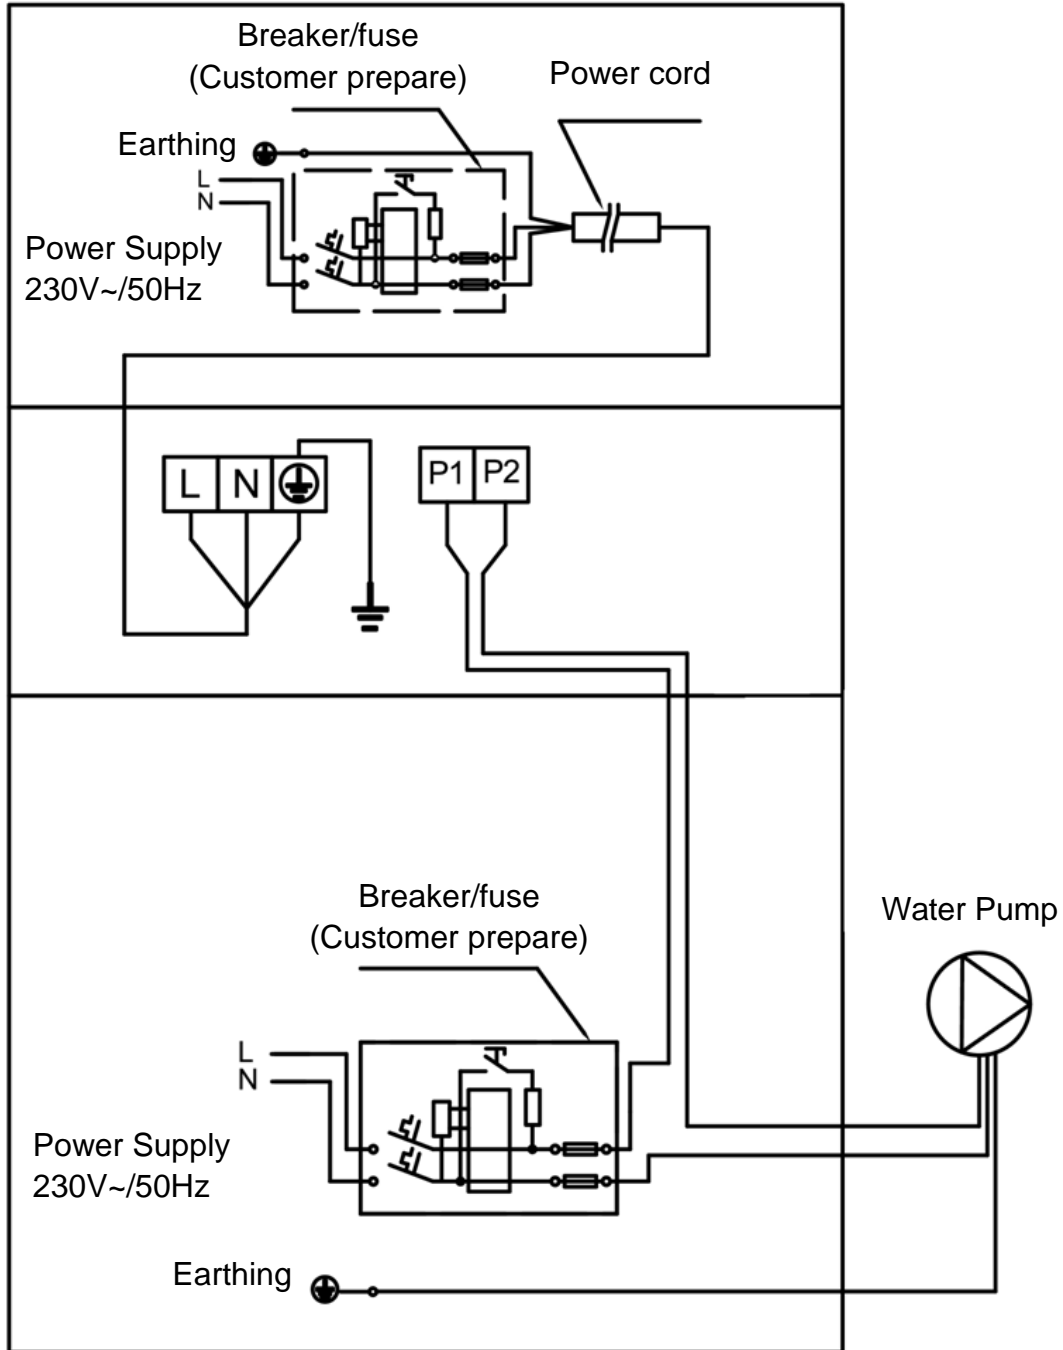 Breaker/fuse
(Customer prepare)
Power cord
Earthing
L
N
Power Supply
230V~/50Hz
L N
P1 P2
Breaker/fuse
(Customer prepare)
Water Pump
L
N
Power Supply
230V~/50Hz
Earthing